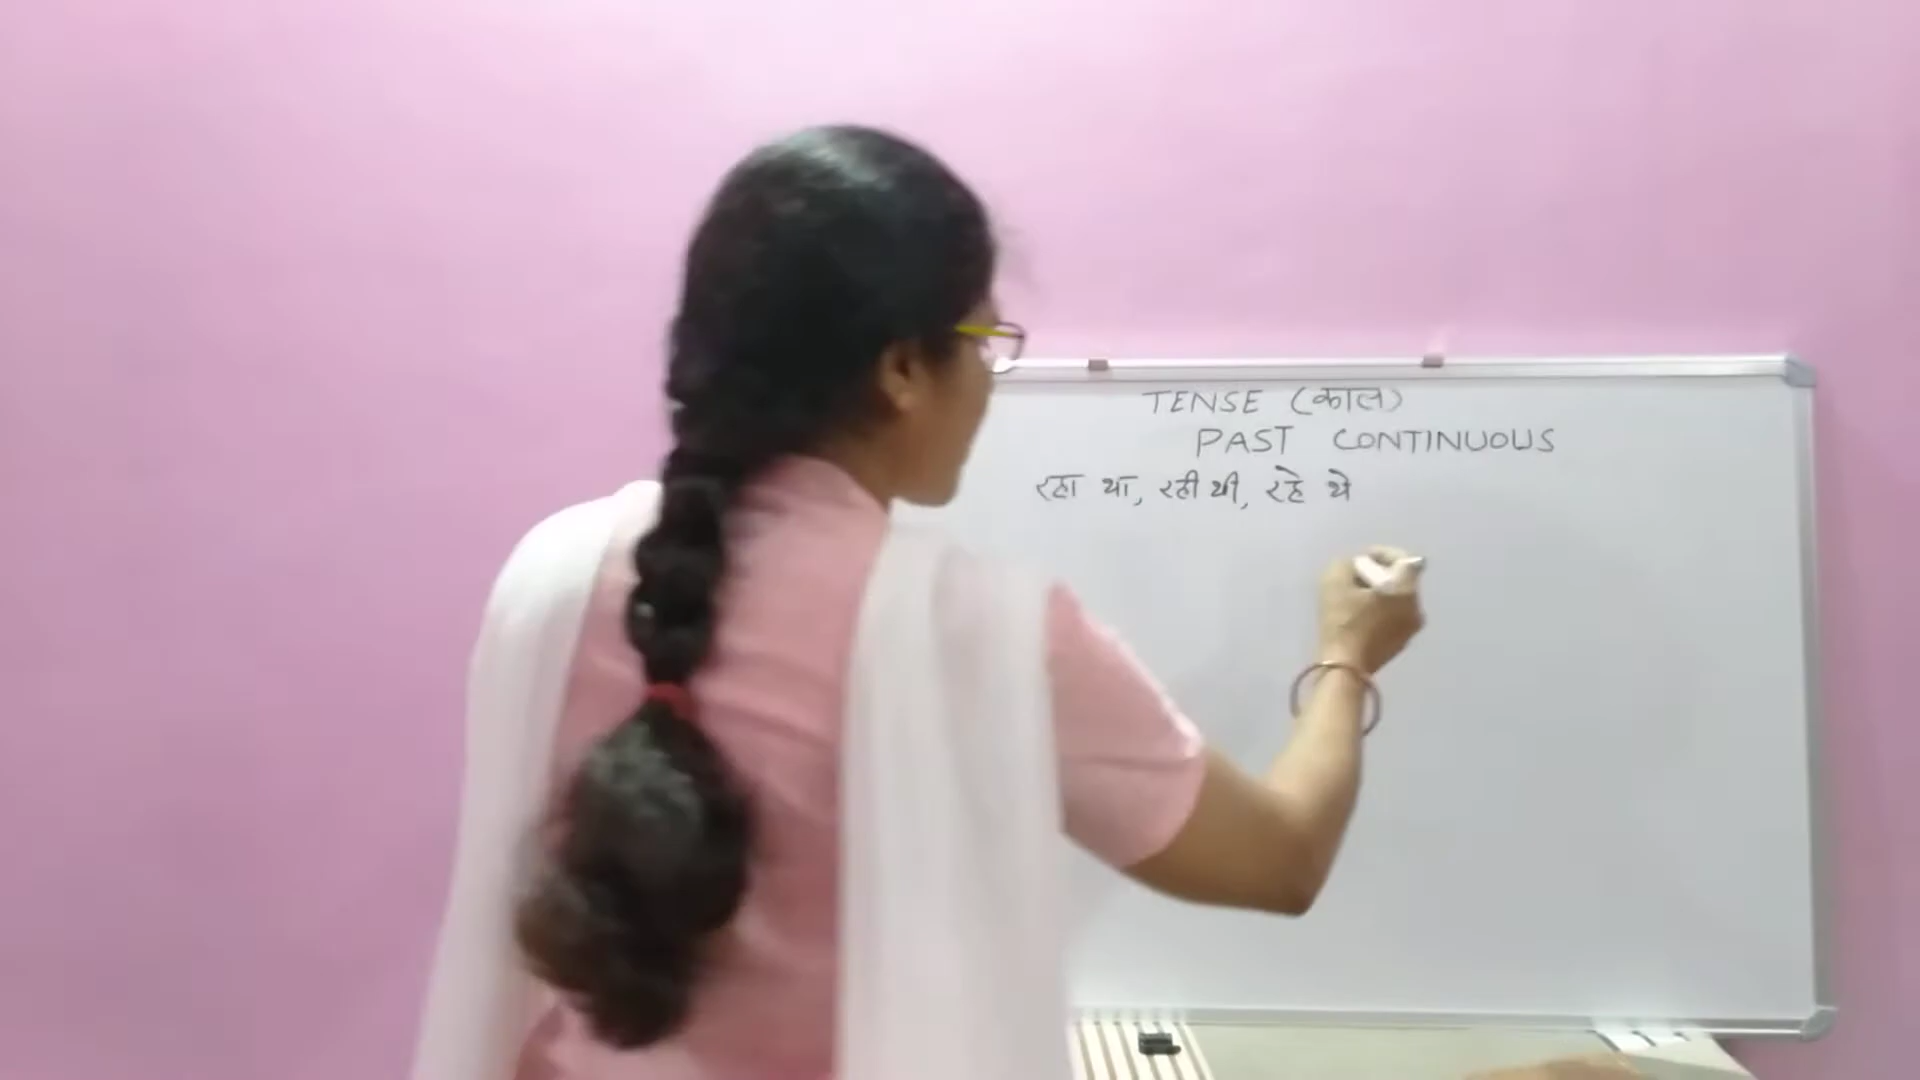 TENSE (काल)
PAST CONTINUOUS
रहा था, रही थी, रहे थे